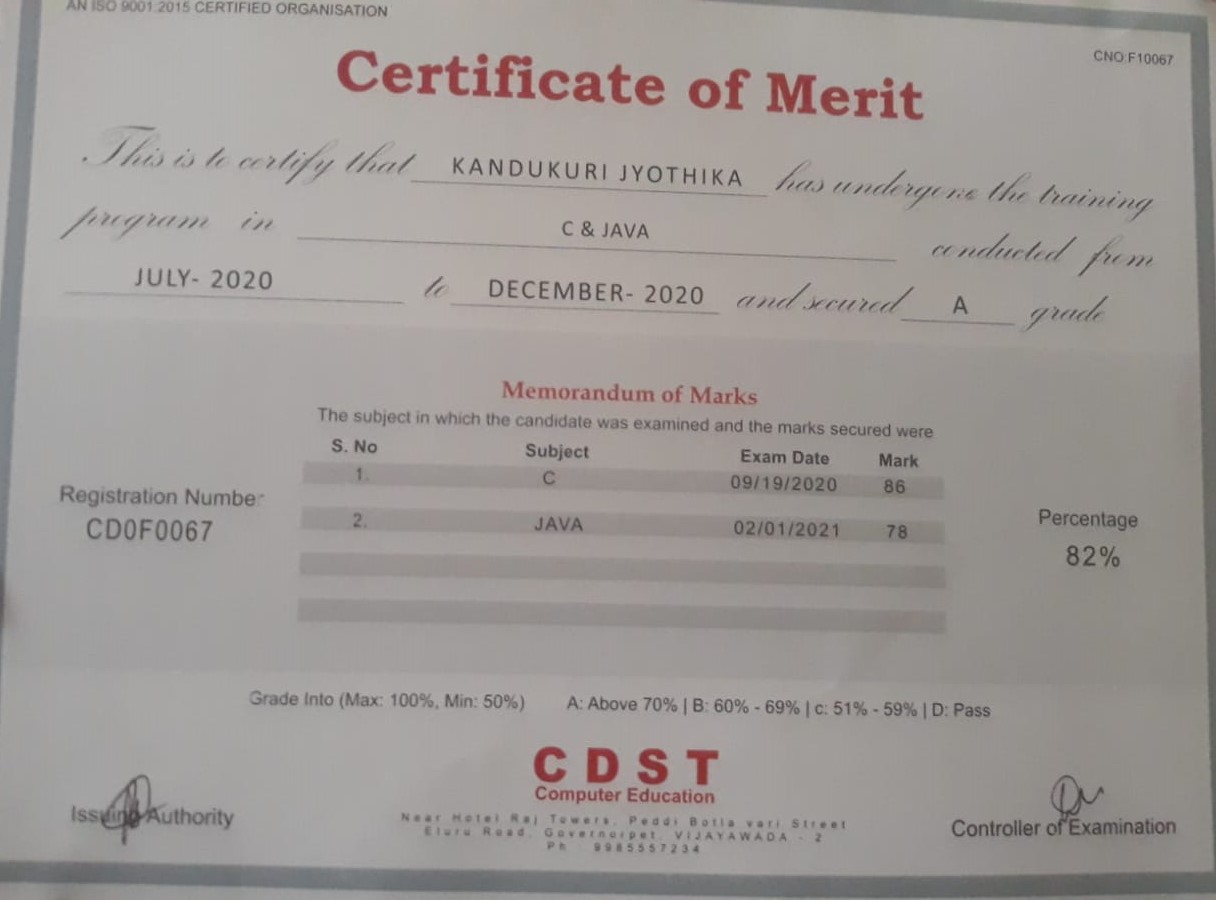 AN ISO 9001:2015 CERTIFIED ORGANISATION
CNO:F10067
Certificate of Merit
This is to certify that KANDUKURI JYOTHIKA has undergone the training
program in C & JAVA conducted from
JULY- 2020 to DECEMBER- 2020 and secured A grade
Memorandum of Marks
The subject in which the candidate was examined and the marks secured were
S. No Subject Exam Date Mark
1. C 09/19/2020 86
2. JAVA 02/01/2021 78
Registration Number
CD0F0067
Percentage
82%
Grade Into (Max: 100%, Min: 50%) A: Above 70% | B: 60% - 69% | c: 51% - 59% | D: Pass
CDST
Computer Education
Near Hotel Raj Towers, Peddi Botla vari Street
Eluru Road, Governorpet, VIJAYAWADA - 2
Ph : 9985557234
Issuing Authority
Controller of Examination